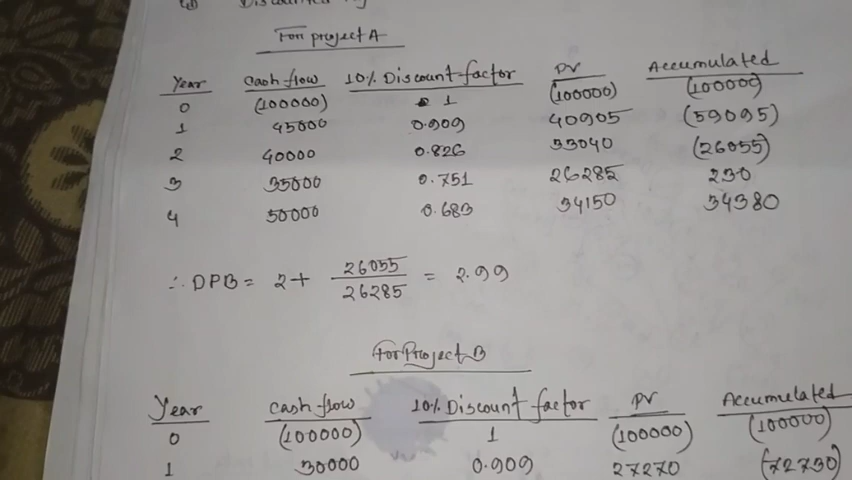 For project A
Year Cash flow 10% Discount factor PV Accumulated
0 (100000) 1 (100000) (100000)
1 45000 0.909 40905 (59095)
2 40000 0.826 33040 (26055)
3 35000 0.751 26285 230
4 50000 0.683 34150 34380
∴ DPB = 2 + 26055/26285 = 2.99
For Project B
Year Cash flow 10% Discount factor PV Accumulated
0 (100000) 1 (100000) (100000)
1 30000 0.909 27270 (72730)